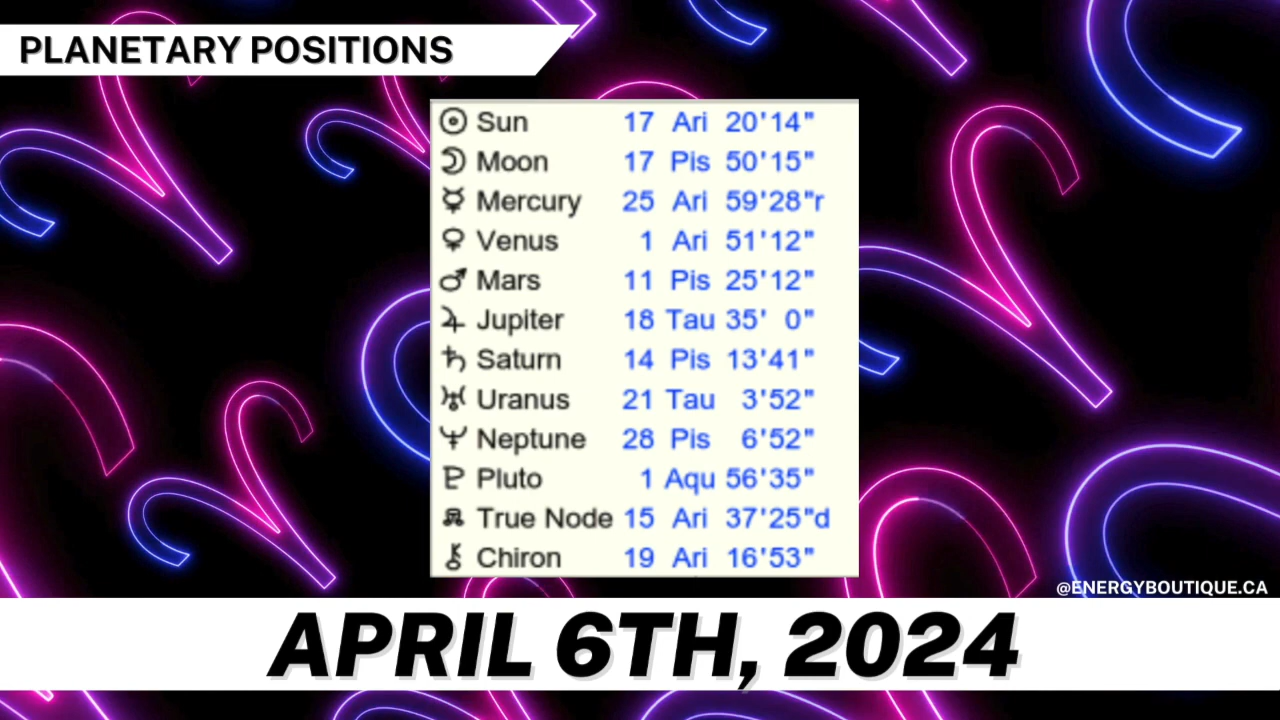 PLANETARY POSITIONS
Sun 17 Ari 20'14"
Moon 17 Pis 50'15"
Mercury 25 Ari 59'28"r
Venus 1 Ari 51'12"
Mars 11 Pis 25'12"
Jupiter 18 Tau 35' 0"
Saturn 14 Pis 13'41"
Uranus 21 Tau 3'52"
Neptune 28 Pis 6'52"
Pluto 1 Aqu 56'35"
True Node 15 Ari 37'25"d
Chiron 19 Ari 16'53"
@ENERGYBOUTIQUE.CA
APRIL 6TH, 2024